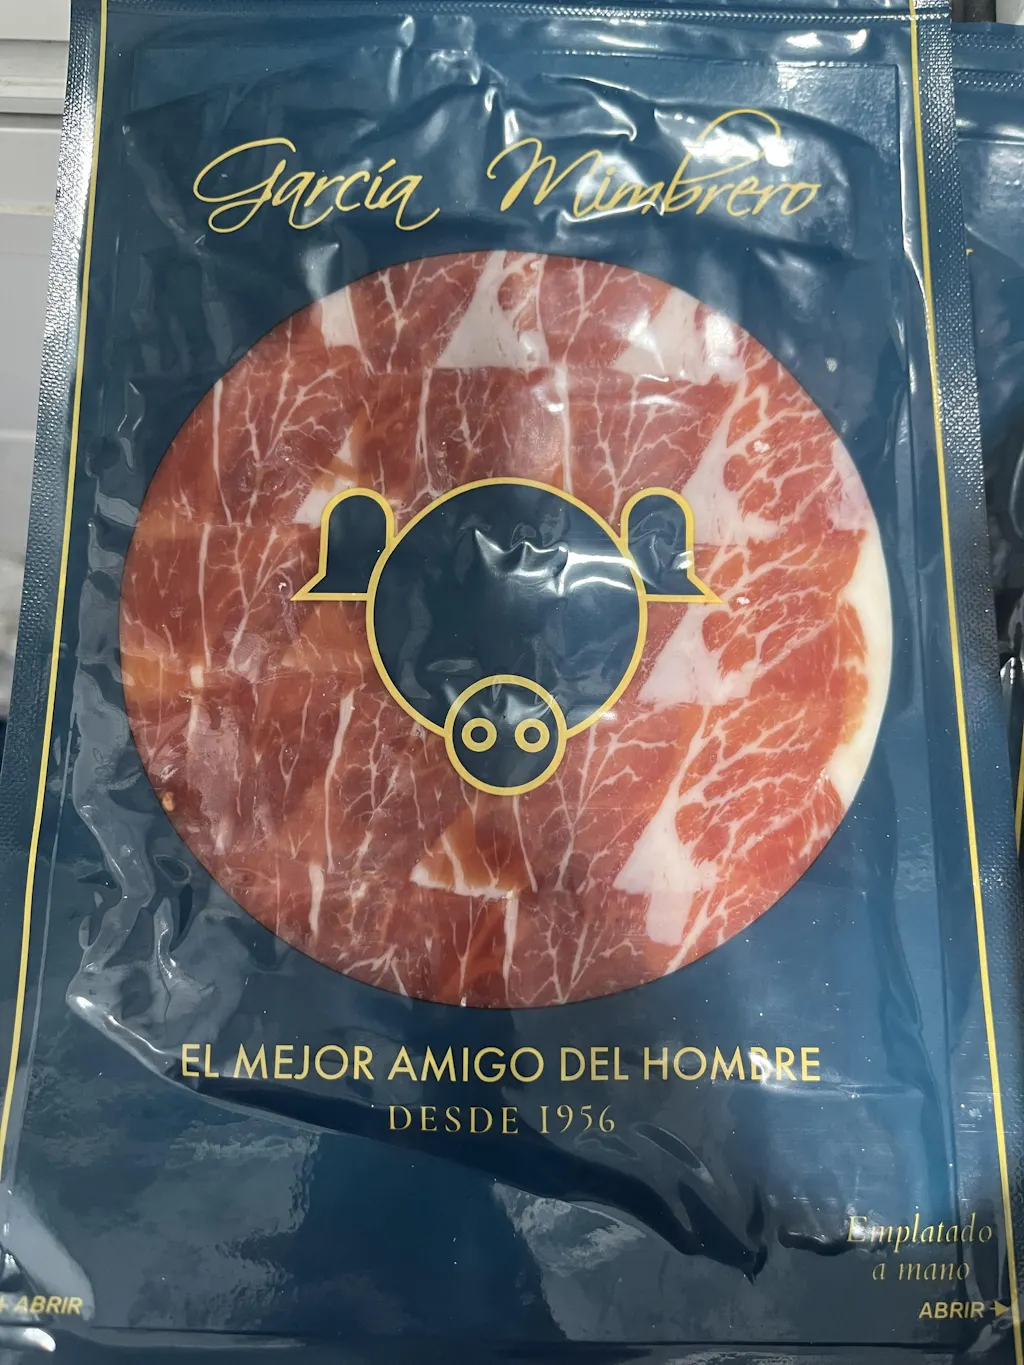 García Mimbrero
EL MEJOR AMIGO DEL HOMBRE
DESDE 1956
Emplatado
a mano
ABRIR
ABRIR